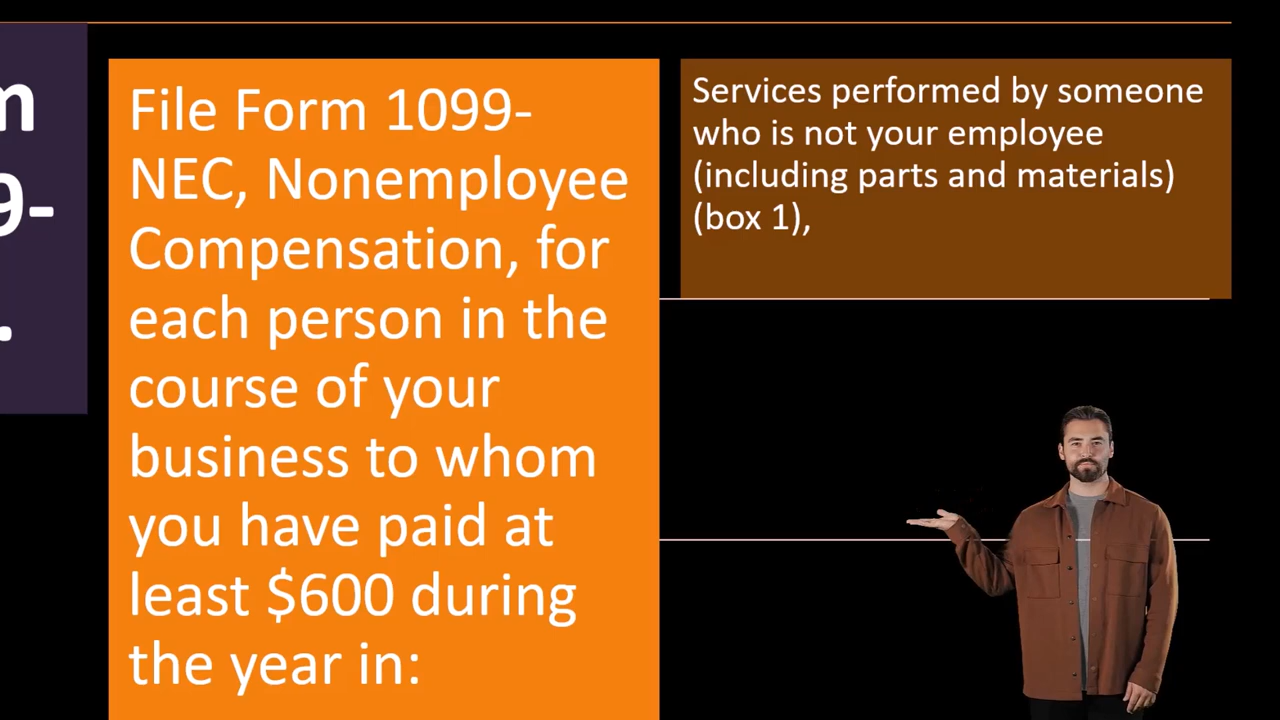 m
9-
.
File Form 1099-
NEC, Nonemployee
Compensation, for
each person in the
course of your
business to whom
you have paid at
least $600 during
the year in:
Services performed by someone
who is not your employee
(including parts and materials)
(box 1),